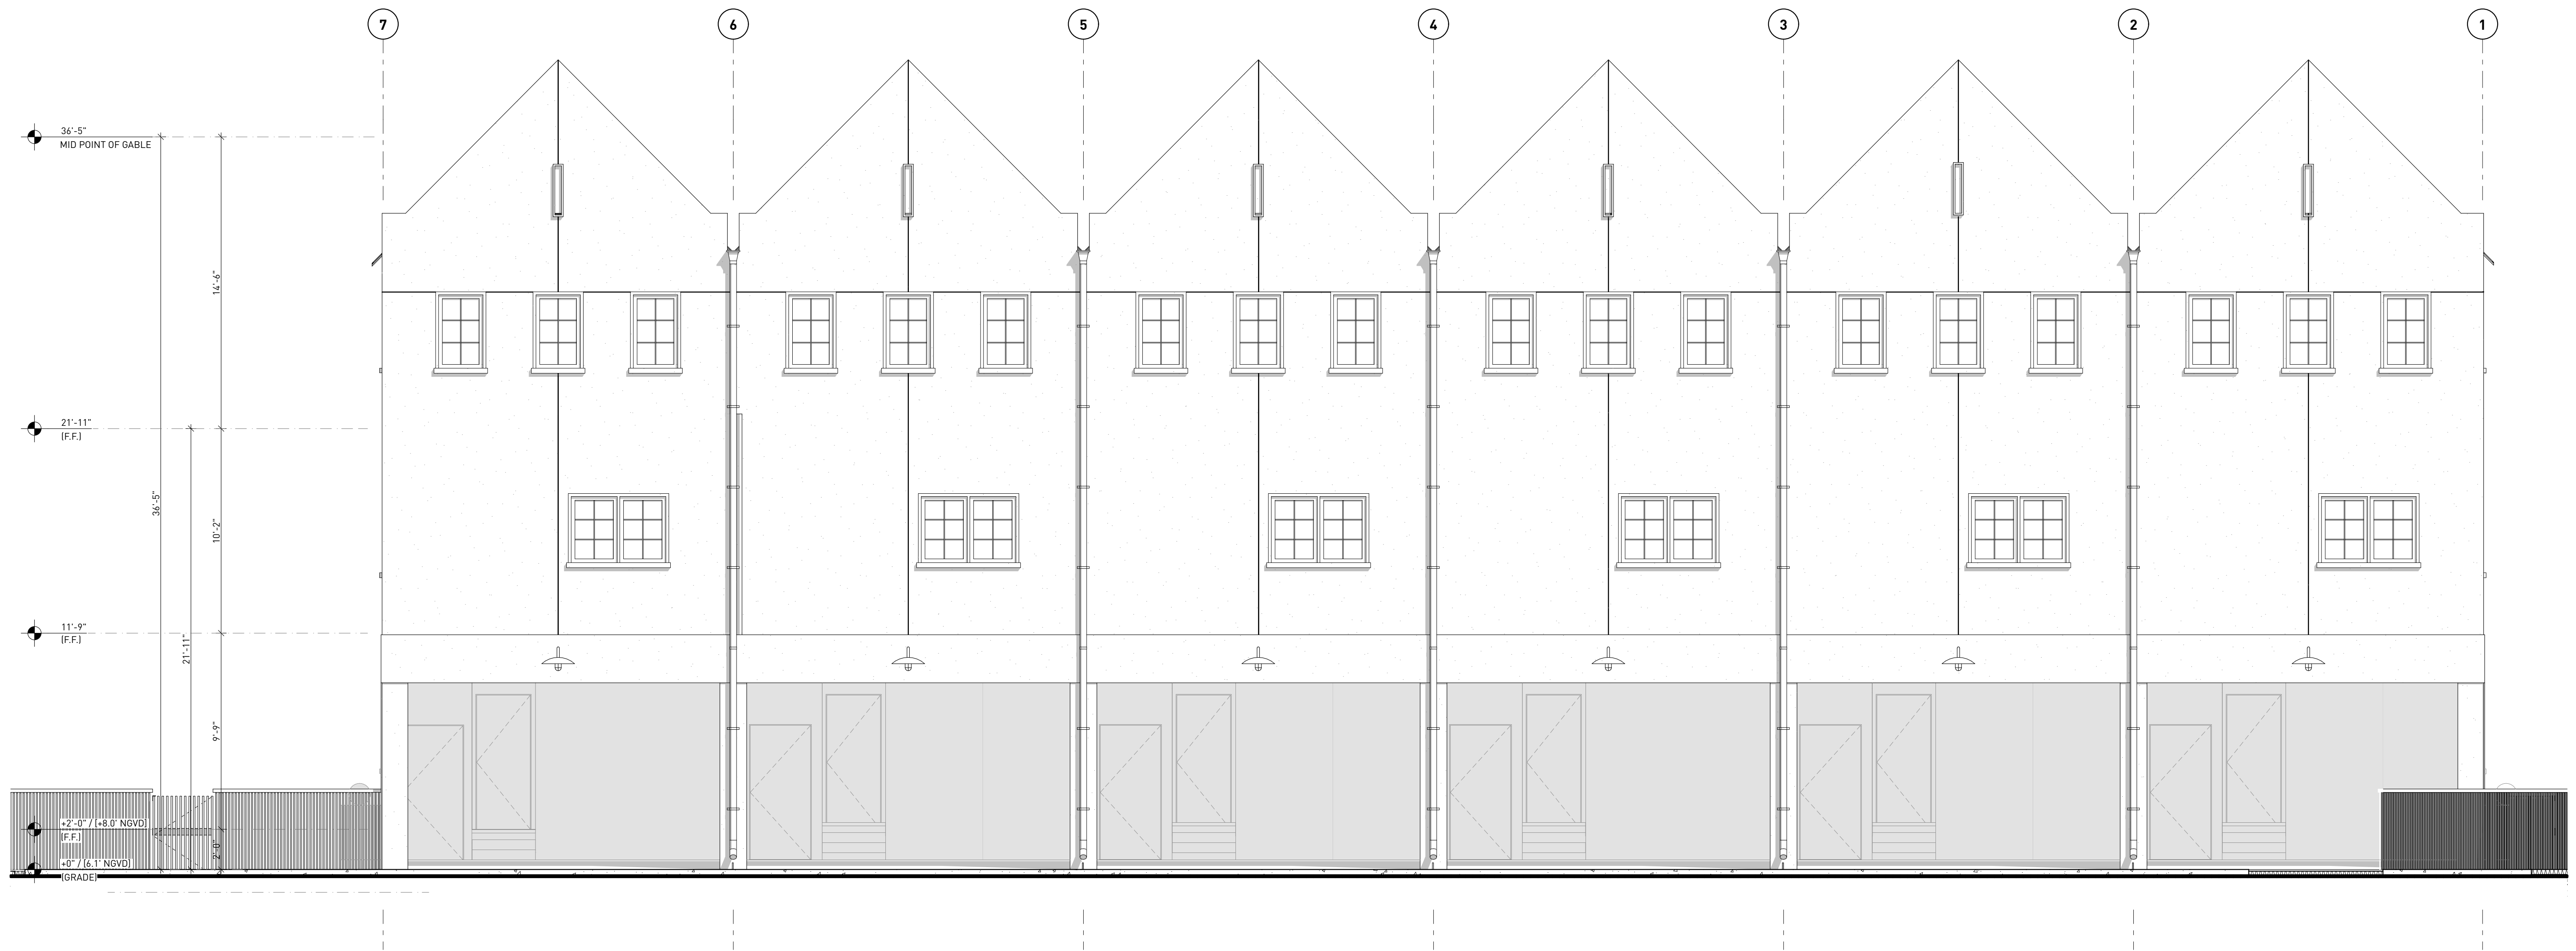 7 6 5 4 3 2 1
36'-5"
MID POINT OF GABLE
14'-6"
21'-11"
(F.F.)
36'-5"
10'-2"
11'-9"
(F.F.)
21'-11"
9'-9"
+2'-0" / (+8.0' NGVD)
(F.F.)
2'-0"
+0" / (6.1' NGVD)
(GRADE)